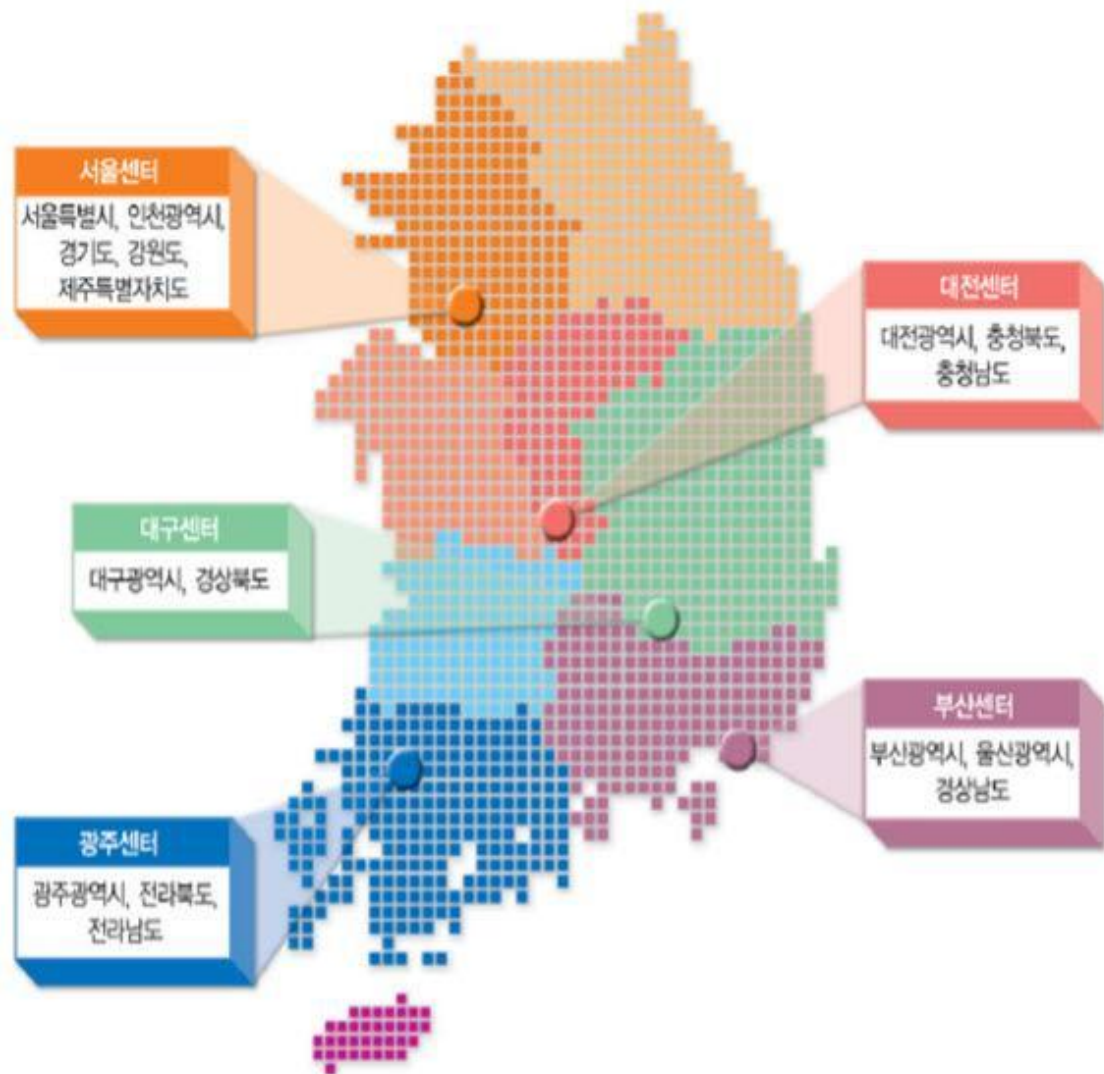 서울센터
서울특별시, 인천광역시,
경기도, 강원도,
제주특별자치도
대전센터
대전광역시, 충청북도,
충청남도
대구센터
대구광역시, 경상북도
부산센터
부산광역시, 울산광역시,
경상남도
광주센터
광주광역시, 전라북도,
전라남도